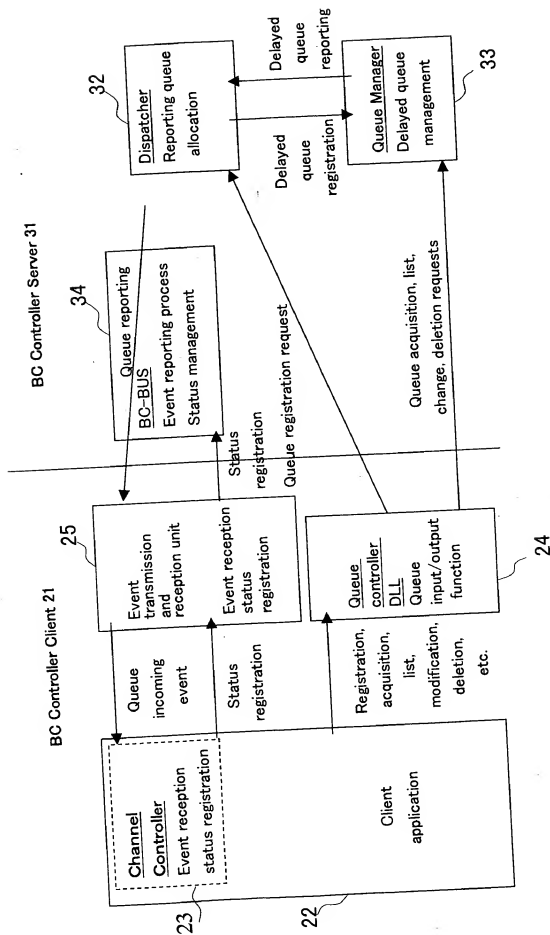 BC Controller Client 21
BC Controller Server 31
Channel
Controller
Event reception
status registration
23
Client
application
22
Queue
incoming
event
Status
registration
Registration,
acquisition,
list,
modification,
deletion,
etc.
25
Event
transmission
and
reception unit
Event reception
status
registration
Queue
controller
DLL
Queue
input/output
function
24
Status
registration
Queue registration request
34
Queue reporting
BC-BUS
Event reporting process
Status management
Queue acquisition, list,
change, deletion requests
32
Dispatcher
Reporting queue
allocation
Delayed
queue
registration
Delayed
queue
reporting
Queue Manager
Delayed queue
management
33